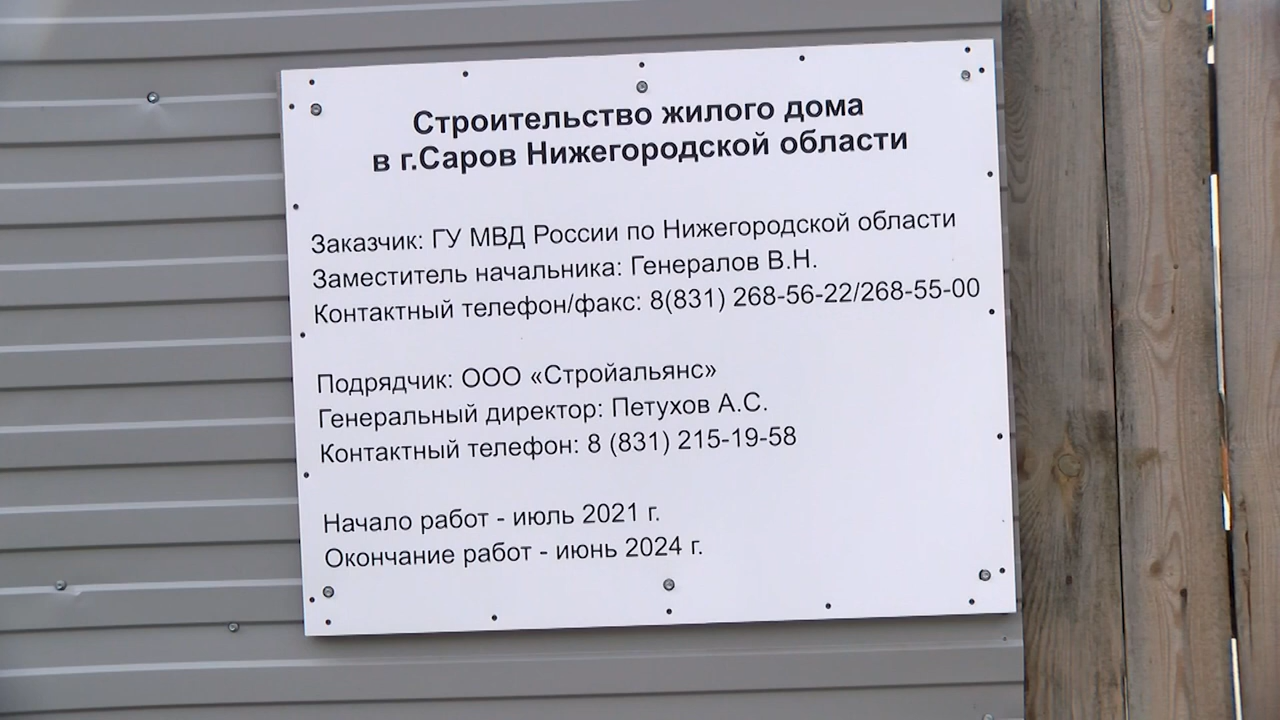 Строительство жилого дома
в г.Саров Нижегородской области
Заказчик: ГУ МВД России по Нижегородской области
Заместитель начальника: Генералов В.Н.
Контактный телефон/факс: 8(831) 268-56-22/268-55-00
Подрядчик: ООО «Стройальянс»
Генеральный директор: Петухов А.С.
Контактный телефон: 8 (831) 215-19-58
Начало работ - июль 2021 г.
Окончание работ - июнь 2024 г.